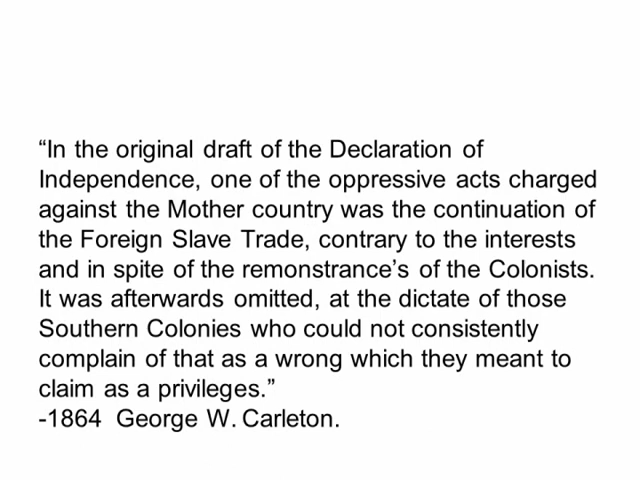 “In the original draft of the Declaration of
Independence, one of the oppressive acts charged
against the Mother country was the continuation of
the Foreign Slave Trade, contrary to the interests
and in spite of the remonstrance’s of the Colonists.
It was afterwards omitted, at the dictate of those
Southern Colonies who could not consistently
complain of that as a wrong which they meant to
claim as a privileges.”
-1864  George W. Carleton.